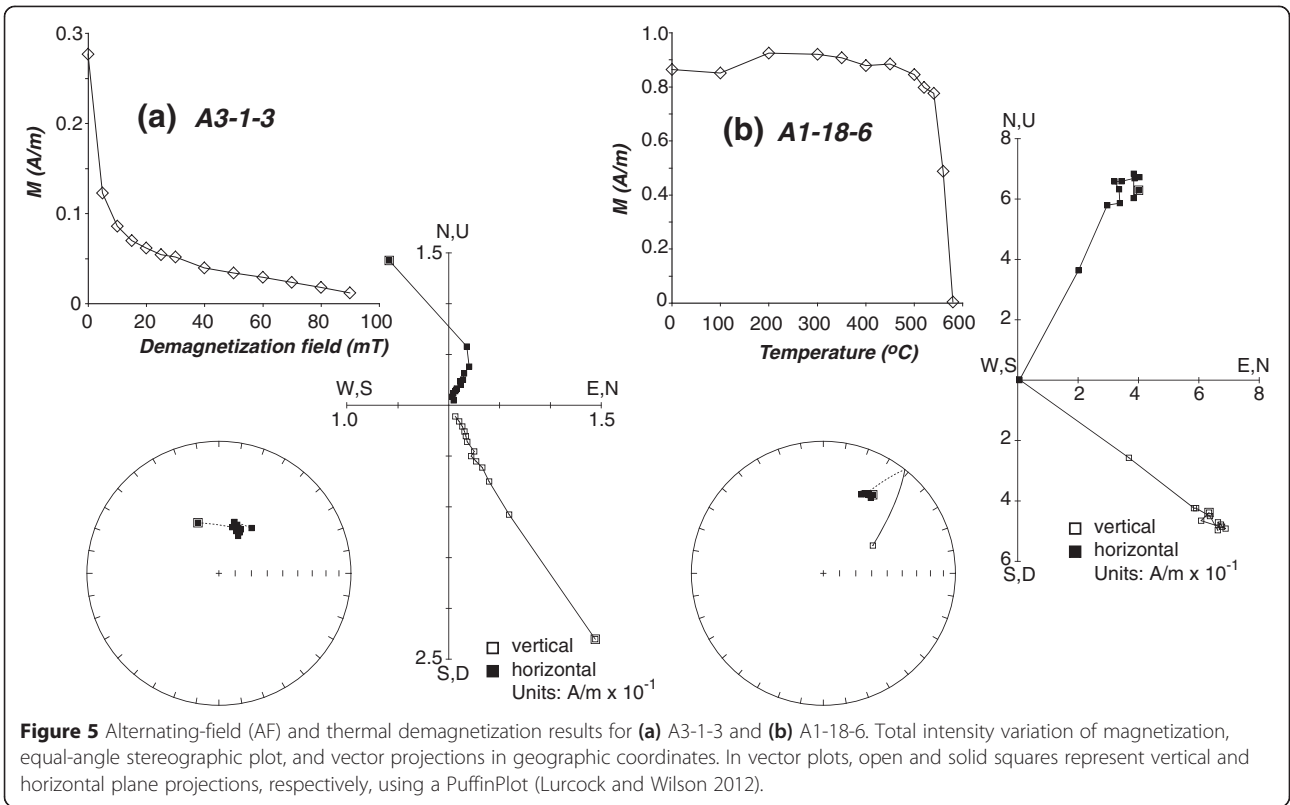 0.3
0.2
0.1
0
M (A/m)
(a) A3-1-3
0 20 40 60 80 100
Demagnetization field (mT)
N,U
1.5
W,S
1.0
E,N
1.5
2.5
S,D
vertical
horizontal
Units: A/m x 10⁻¹
1.0
0.8
0.6
0.4
0.2
0
M (A/m)
(b) A1-18-6
0 100 200 300 400 500 600
Temperature (ºC)
N,U
8
6
4
2
W,S
E,N
2 4 6 8
2
4
6
S,D
vertical
horizontal
Units: A/m x 10⁻¹
Figure 5 Alternating-field (AF) and thermal demagnetization results for (a) A3-1-3 and (b) A1-18-6. Total intensity variation of magnetization,
equal-angle stereographic plot, and vector projections in geographic coordinates. In vector plots, open and solid squares represent vertical and
horizontal plane projections, respectively, using a PuffinPlot (Lurcock and Wilson 2012).